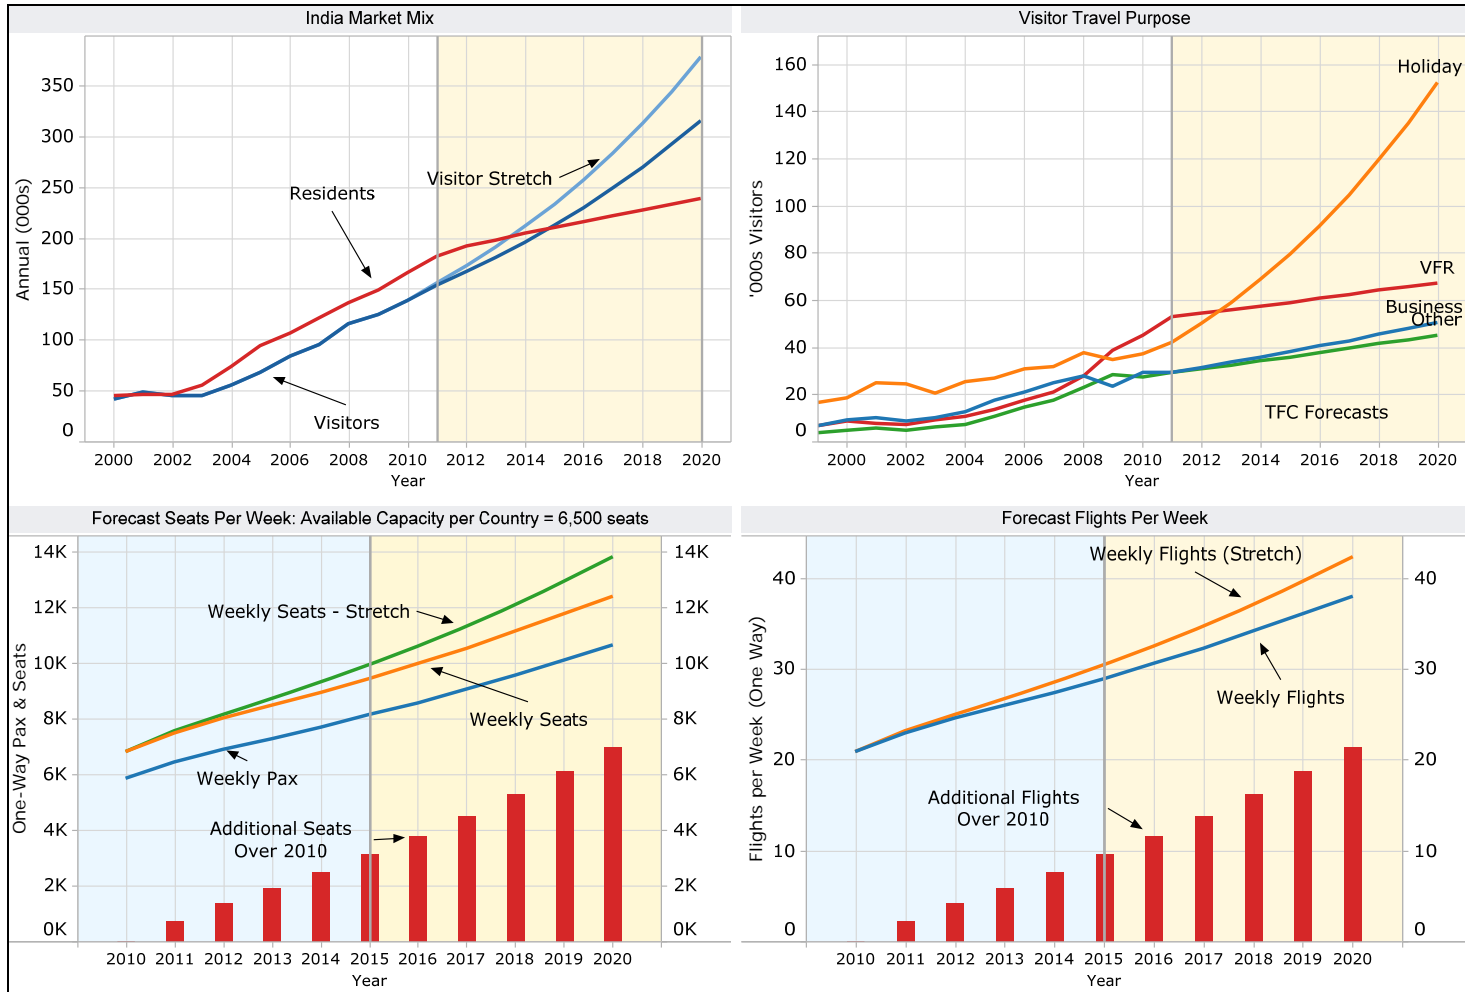 India Market Mix
Annual (000s)
350
300
250
200
150
100
50
0
Residents
Visitor Stretch
Visitors
2000 2002 2004 2006 2008 2010 2012 2014 2016 2018 2020
Year
Visitor Travel Purpose
'000s Visitors
160
140
120
100
80
60
40
20
0
Holiday
VFR
Business
Other
TFC Forecasts
2000 2002 2004 2006 2008 2010 2012 2014 2016 2018 2020
Year
Forecast Seats Per Week: Available Capacity per Country = 6,500 seats
One-Way Pax & Seats
14K 14K
12K 12K
10K 10K
8K 8K
6K 6K
4K 4K
2K 2K
0K 0K
Weekly Seats - Stretch
Weekly Seats
Weekly Pax
Additional Seats
Over 2010
2010 2011 2012 2013 2014 2015 2016 2017 2018 2019 2020
Year
Forecast Flights Per Week
Flights per Week (One Way)
40 40
30 30
20 20
10 10
0 0
Weekly Flights (Stretch)
Weekly Flights
Additional Flights
Over 2010
2010 2011 2012 2013 2014 2015 2016 2017 2018 2019 2020
Year